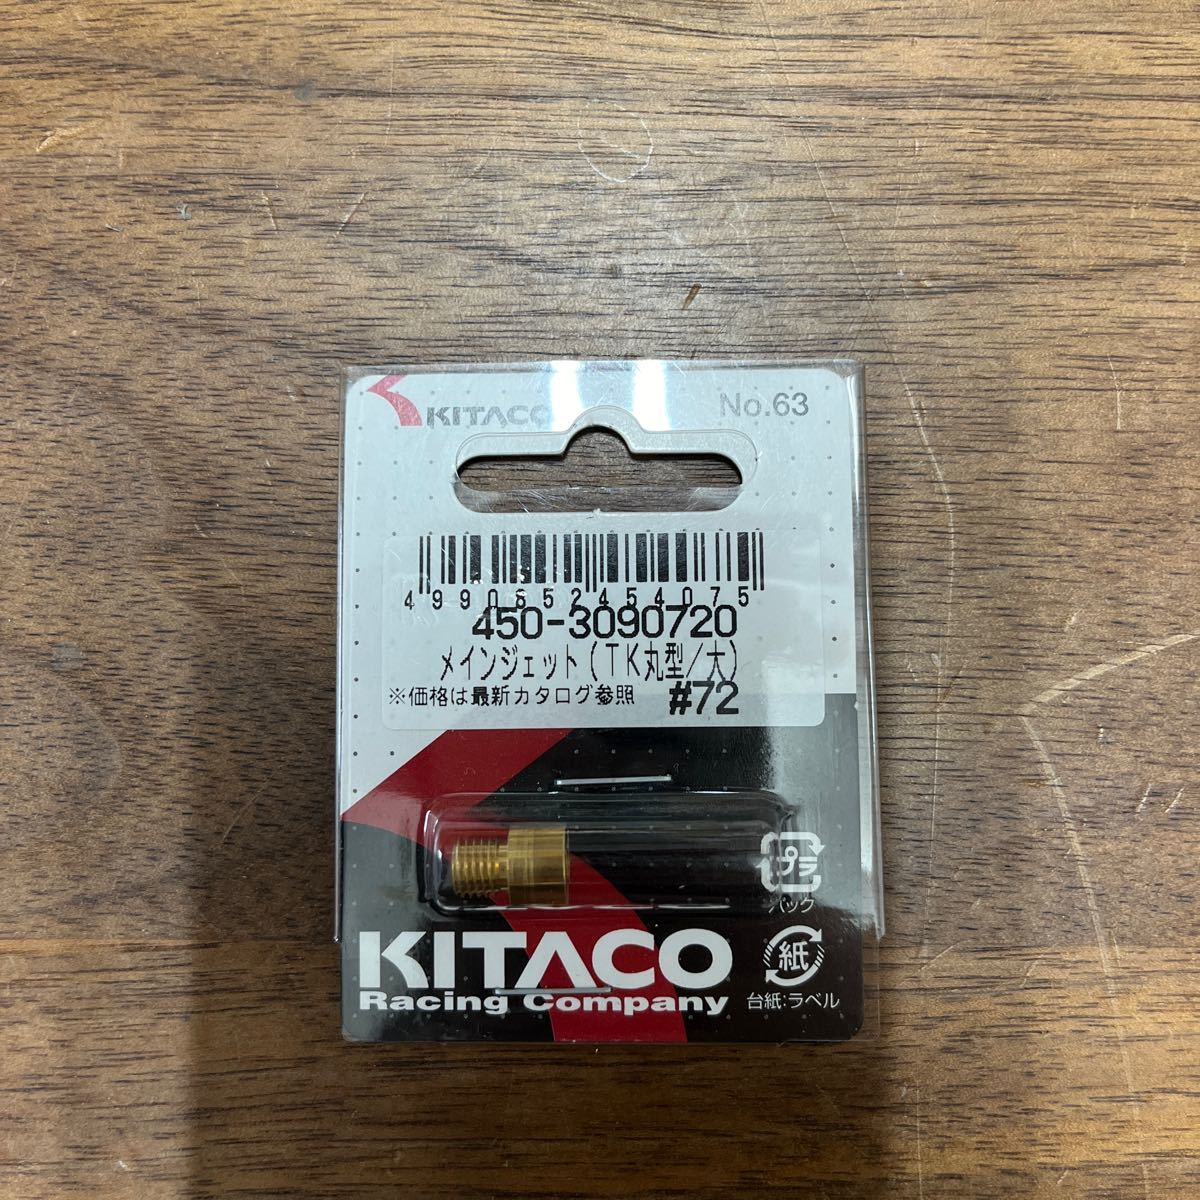 KITACO
No.63
4990852454075
450-3090720
メインジェット(TK丸型/大)
※価格は最新カタログ参照 #72
プラ
パック
KITACO
Racing Company
紙
台紙:ラベル